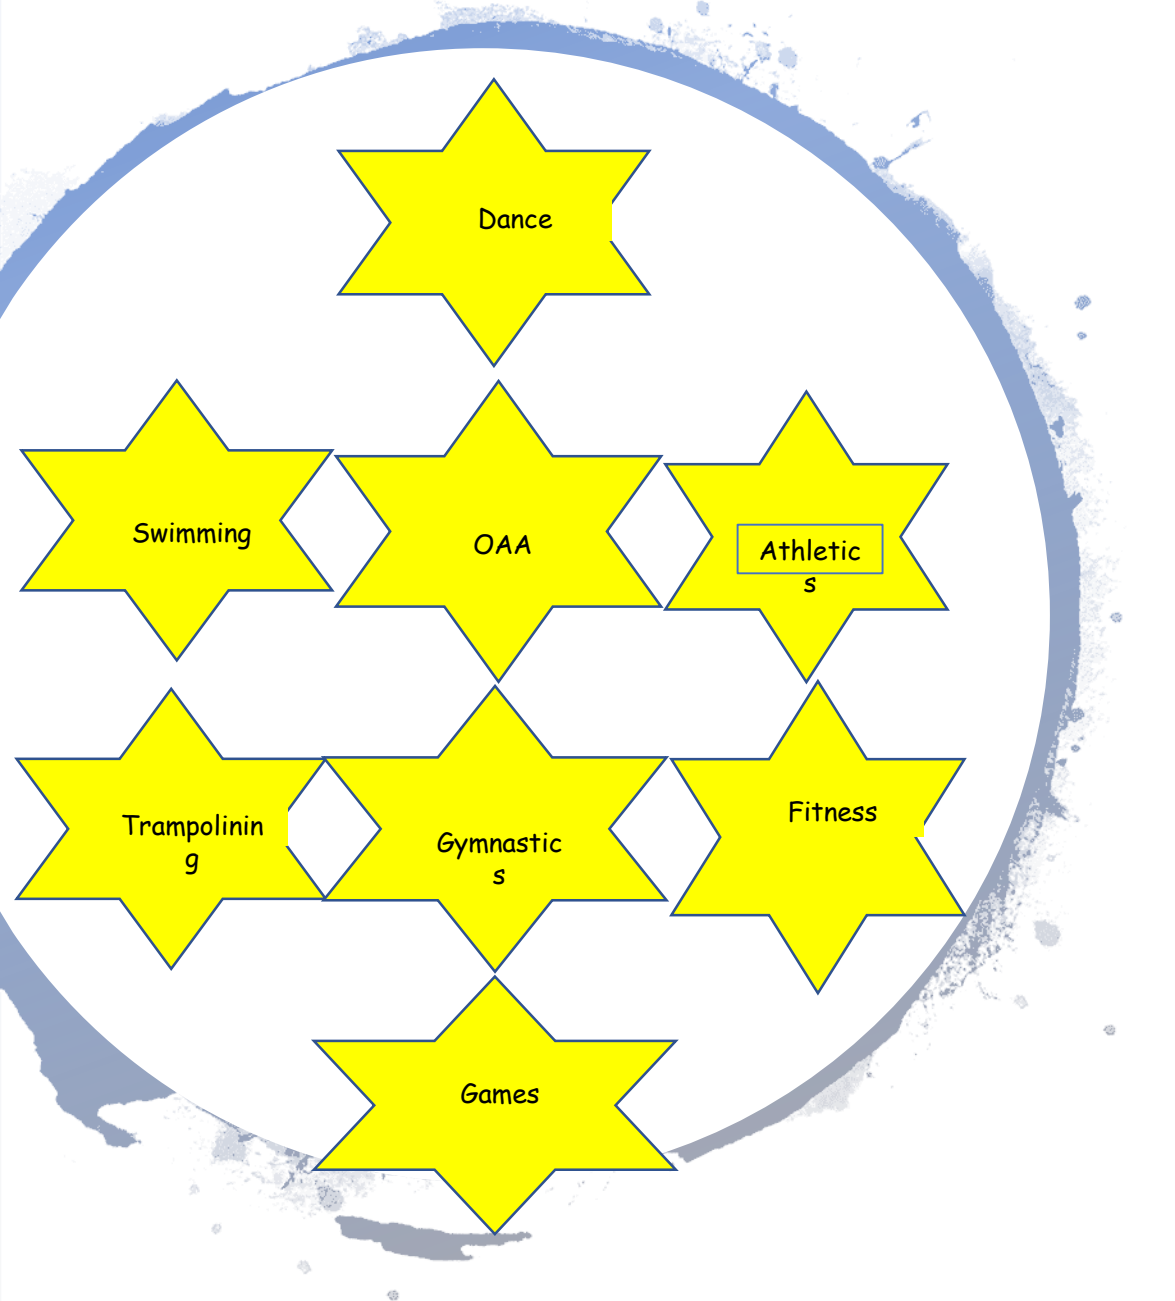 Dance
Swimming
OAA
Athletic
s
Trampolinin
g
Gymnastic
s
Fitness
Games